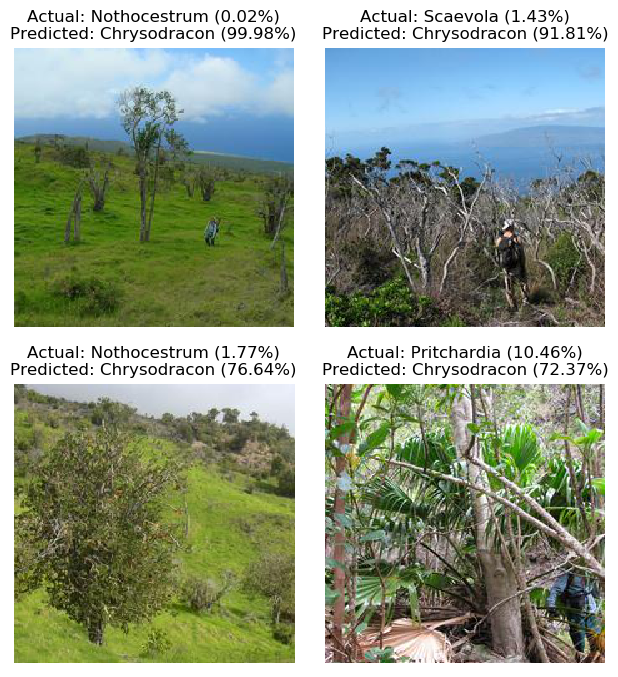 Actual: Nothocestrum (0.02%)
Predicted: Chrysodracon (99.98%)
Actual: Scaevola (1.43%)
Predicted: Chrysodracon (91.81%)
Actual: Nothocestrum (1.77%)
Predicted: Chrysodracon (76.64%)
Actual: Pritchardia (10.46%)
Predicted: Chrysodracon (72.37%)